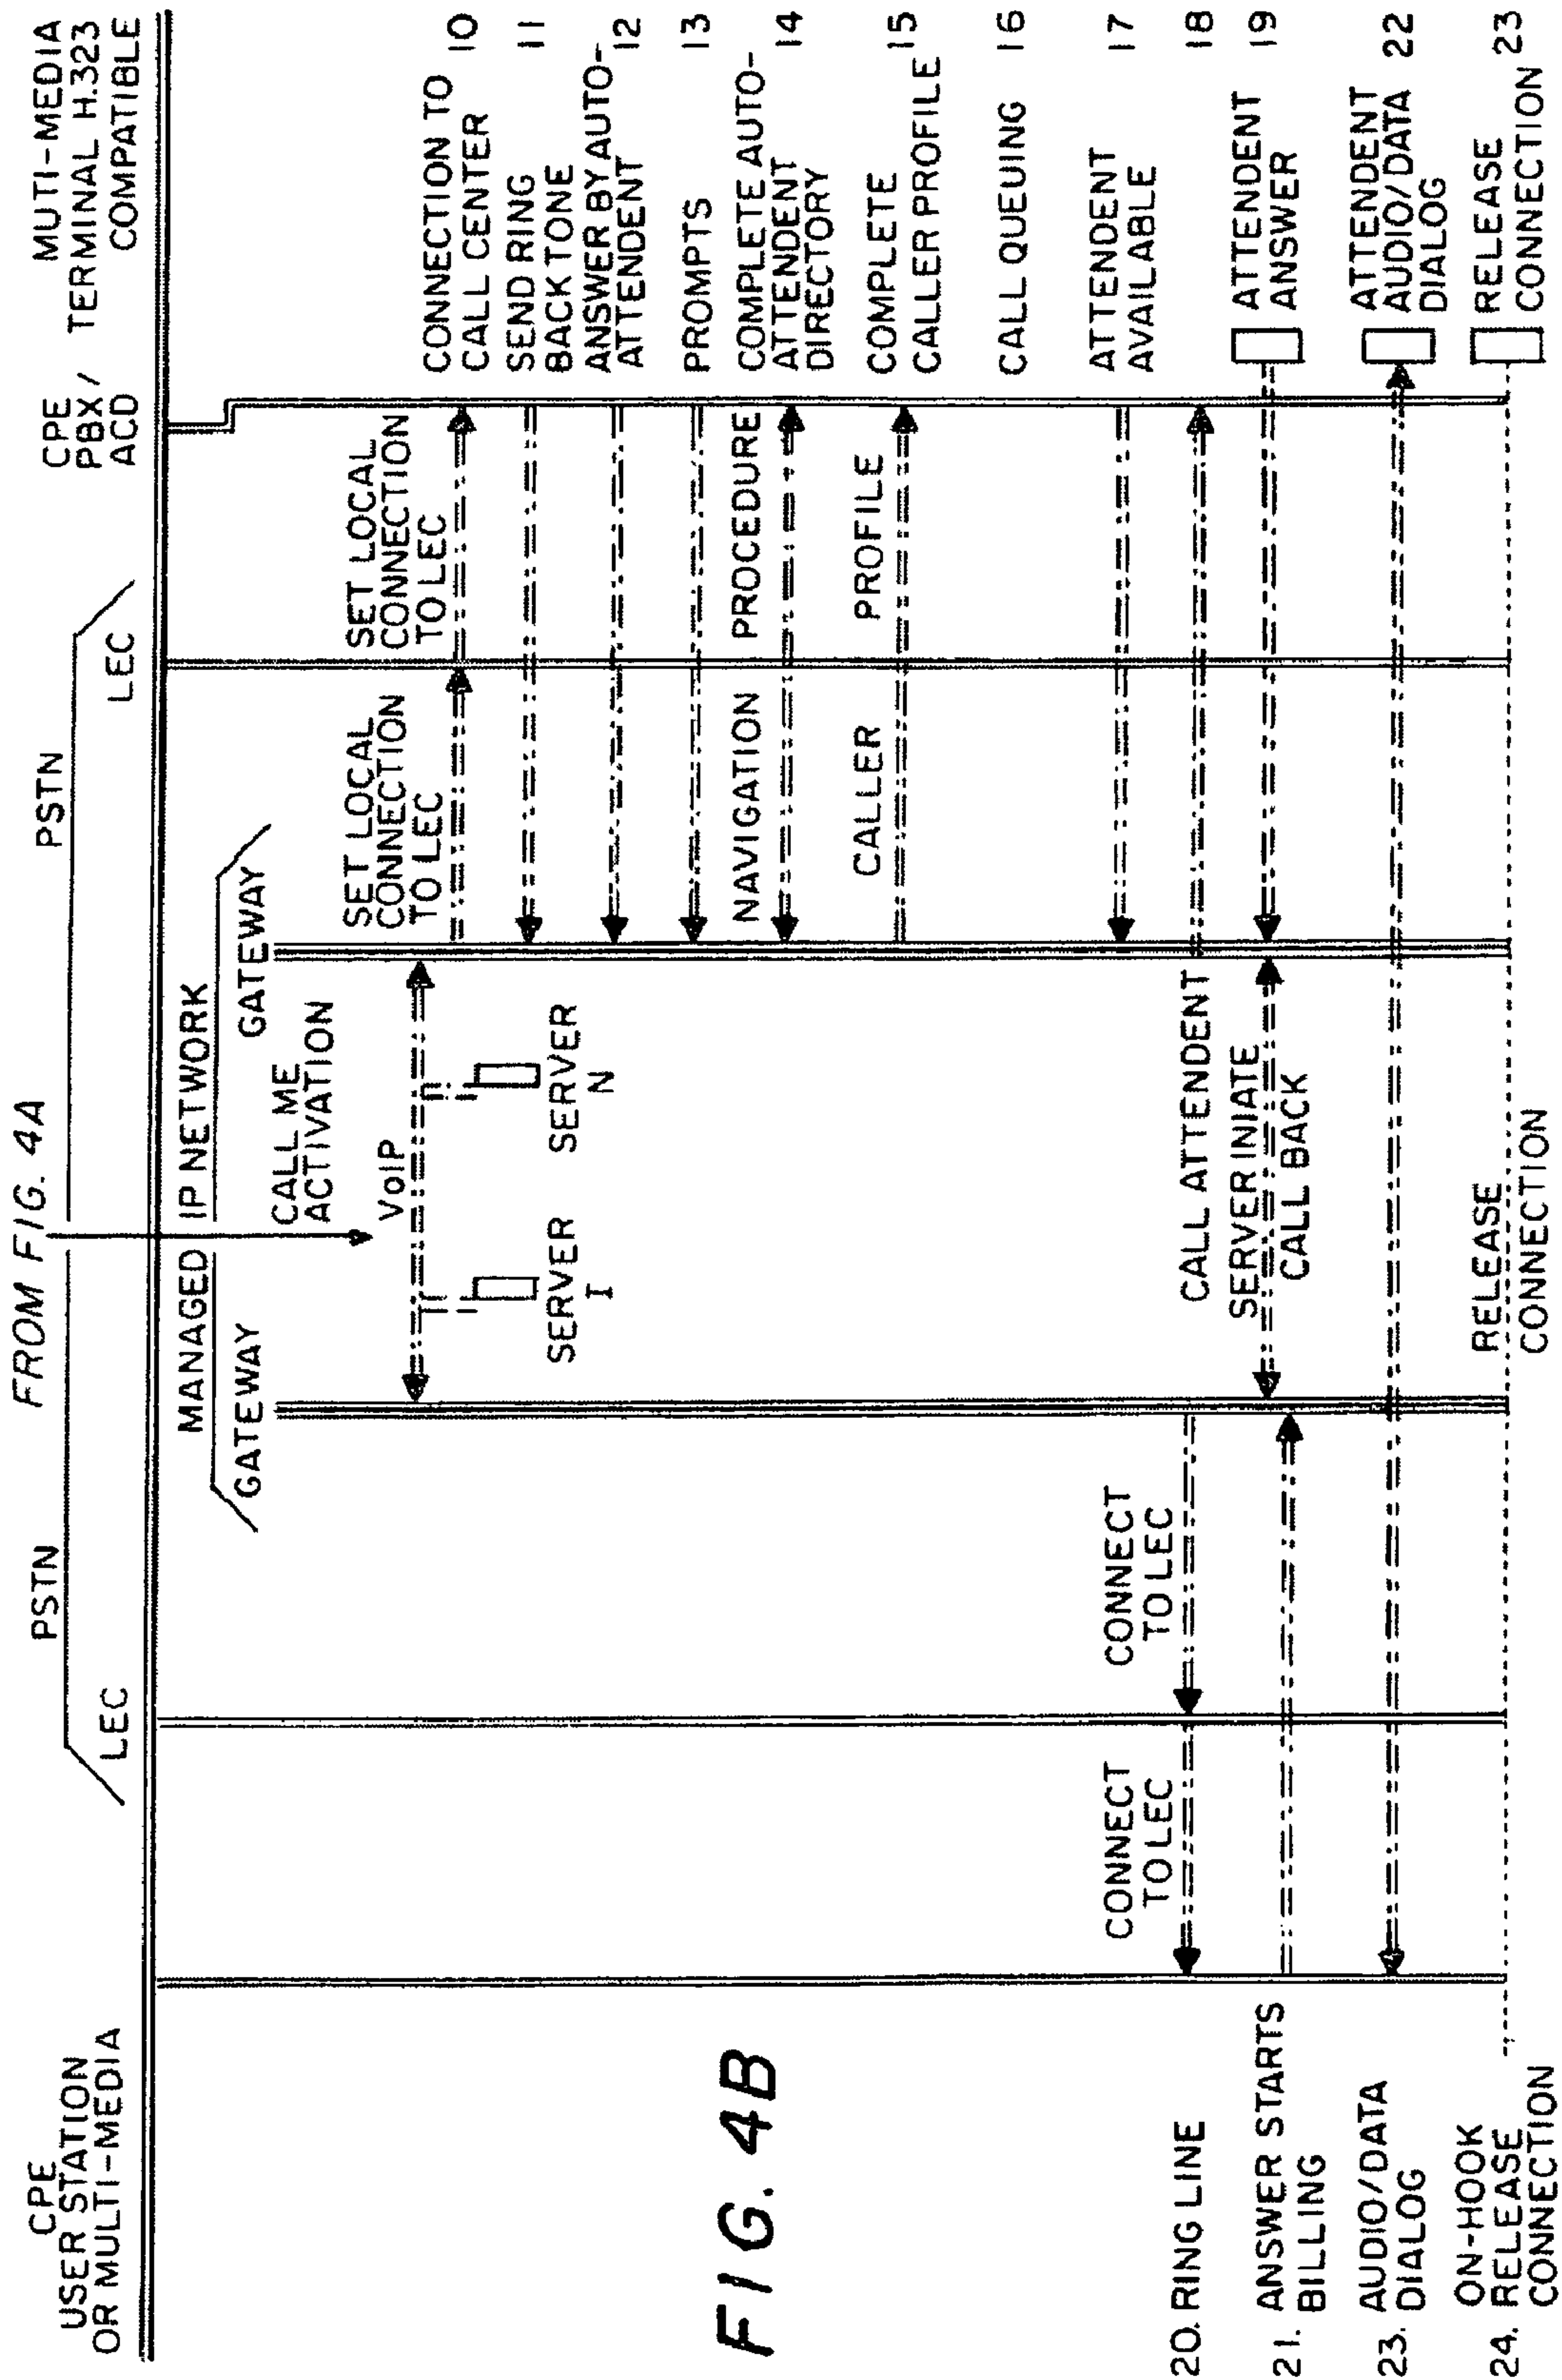 FROM FIG. 4A
CPE
USER STATION
OR MULTI-MEDIA
PSTN
LEC
PSTN
LEC
CPE
PBX /
ACD
MUTI-MEDIA
TERMINAL H.323
COMPATIBLE
MANAGED IP NETWORK
GATEWAY
GATEWAY
CALL ME
ACTIVATION
VoIP
SERVER
I
SERVER
N
SET LOCAL
CONNECTION
TO LEC
SET LOCAL
CONNECTION
TO LEC
CONNECTION TO
CALL CENTER
10
SEND RING
BACK TONE
11
ANSWER BY AUTO-
ATTENDENT
12
PROMPTS
13
NAVIGATION PROCEDURE
COMPLETE AUTO-
ATTENDENT
DIRECTORY
14
CALLER PROFILE
COMPLETE
CALLER PROFILE
15
CALL QUEUING
16
ATTENDENT
AVAILABLE
17
CALL ATTENDENT
18
CONNECT
TO LEC
CONNECT
TO LEC
20. RING LINE
SERVER INIATE
CALL BACK
ATTENDENT
ANSWER
19
21. ANSWER STARTS
BILLING
ATTENDENT
AUDIO/DATA
DIALOG
22
23. AUDIO/DATA
DIALOG
RELEASE
CONNECTION
RELEASE
CONNECTION
23
24. ON-HOOK
RELEASE
CONNECTION
FIG. 4B